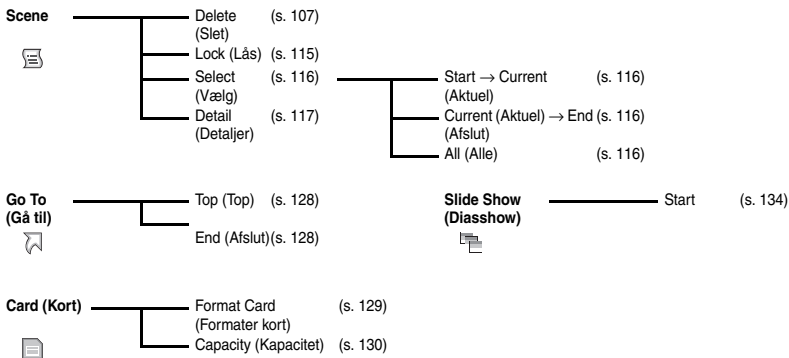 Scene
Delete (s. 107)
(Slet)
Lock (Lås) (s. 115)
Select (s. 116)
(Vælg)
Detail (s. 117)
(Detaljer)
Start → Current (s. 116)
(Aktuel)
Current (Aktuel) → End (s. 116)
(Afslut)
All (Alle) (s. 116)
Go To
(Gå til)
Top (Top) (s. 128)
End (Afslut)(s. 128)
Slide Show
(Diasshow)
Start (s. 134)
Card (Kort)
Format Card (s. 129)
(Formater kort)
Capacity (Kapacitet) (s. 130)